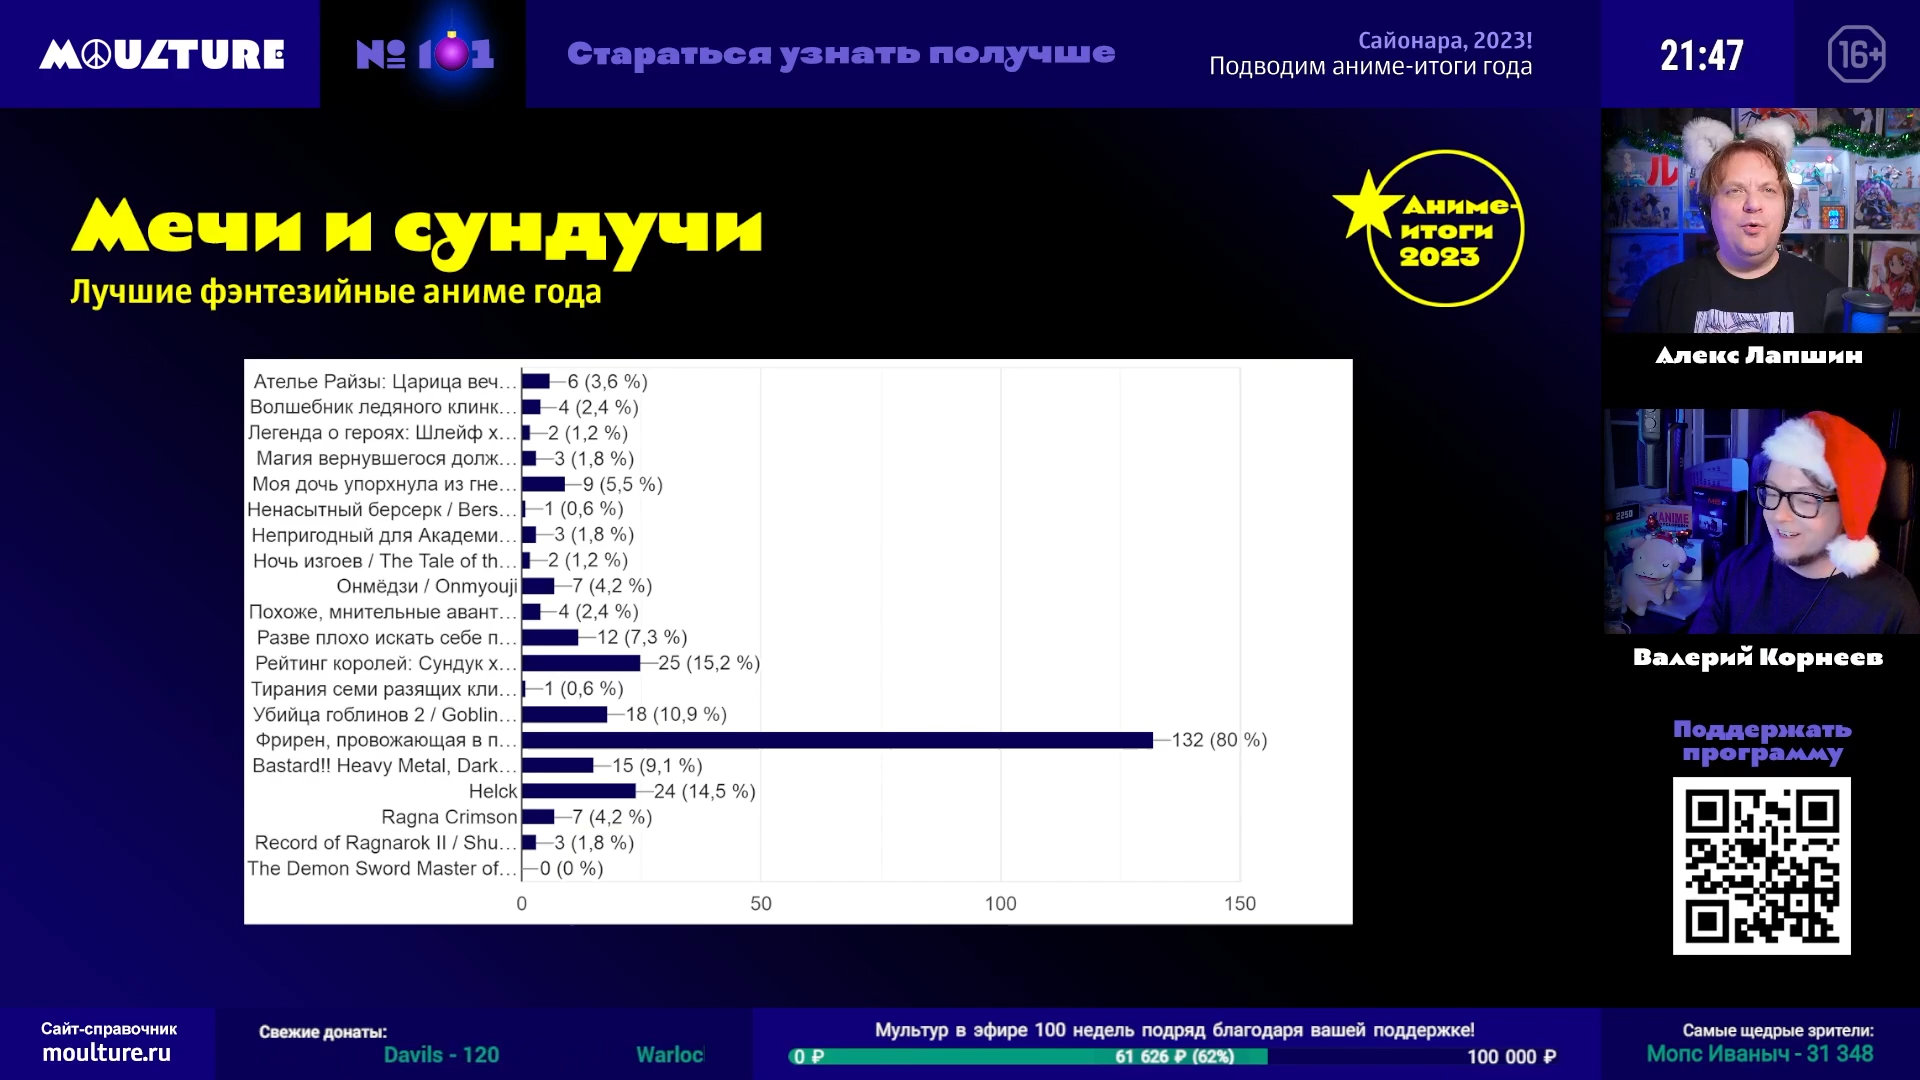 MOULTURE
№ 101
Стараться узнать получше
Сайонара, 2023!
Подводим аниме-итоги года
21:47
16+
Мечи и сундучи
Лучшие фэнтезийные аниме года
Аниме-
итоги
2023
Ателье Райзы: Царица веч… 6 (3,6 %)
Волшебник ледяного клинк… 4 (2,4 %)
Легенда о героях: Шлейф х… 2 (1,2 %)
Магия вернувшегося долж… 3 (1,8 %)
Моя дочь упорхнула из гне… 9 (5,5 %)
Ненасытный берсерк / Bers… 1 (0,6 %)
Непригодный для Академи… 3 (1,8 %)
Ночь изгоев / The Tale of th… 2 (1,2 %)
Онмёдзи / Onmyouji 7 (4,2 %)
Похоже, мнительные авант… 4 (2,4 %)
Разве плохо искать себе п… 12 (7,3 %)
Рейтинг королей: Сундук х… 25 (15,2 %)
Тирания семи разящих кли… 1 (0,6 %)
Убийца гоблинов 2 / Goblin… 18 (10,9 %)
Фрирен, провожающая в п… 132 (80 %)
Bastard!! Heavy Metal, Dark… 15 (9,1 %)
Helck 24 (14,5 %)
Ragna Crimson 7 (4,2 %)
Record of Ragnarok II / Shu… 3 (1,8 %)
The Demon Sword Master of… 0 (0 %)
0 50 100 150
ル
Алекс Лапшин
ANIME
Валерий Корнеев
Поддержать
программу
Сайт-справочник
moulture.ru
Свежие донаты:
Davils - 120 Warloc
Мультур в эфире 100 недель подряд благодаря вашей поддержке!
0 ₽ 61 626 ₽ (62%) 100 000 ₽
Самые щедрые зрители:
Мопс Иваныч - 31 348